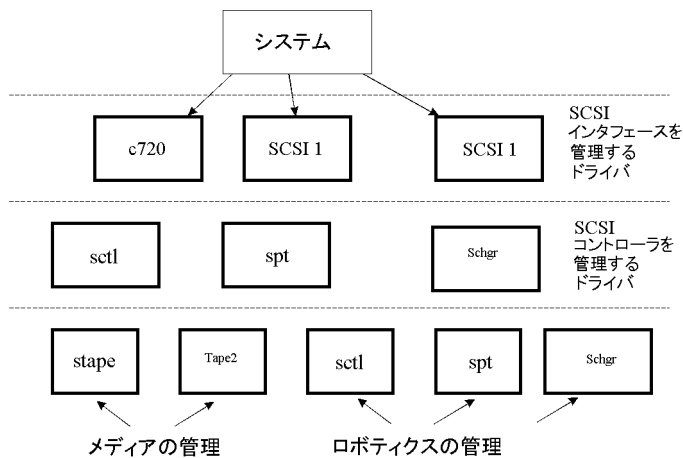 システム
c720
SCSI 1
SCSI 1
SCSI
インタフェースを
管理する
ドライバ
sctl
spt
Schgr
SCSI
コントローラを
管理する
ドライバ
stape
Tape2
sctl
spt
Schgr
メディアの管理
ロボティクスの管理